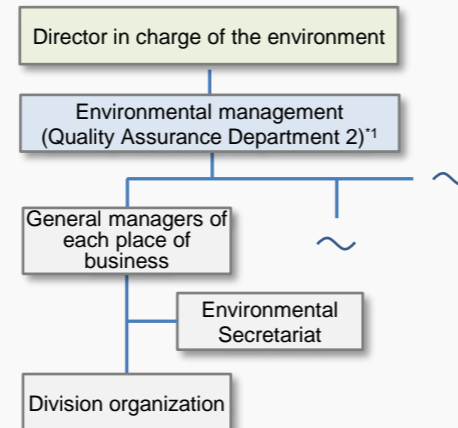 Director in charge of the environment
Environmental management
(Quality Assurance Department 2)*1
General managers of
each place of
business
Environmental
Secretariat
Division organization